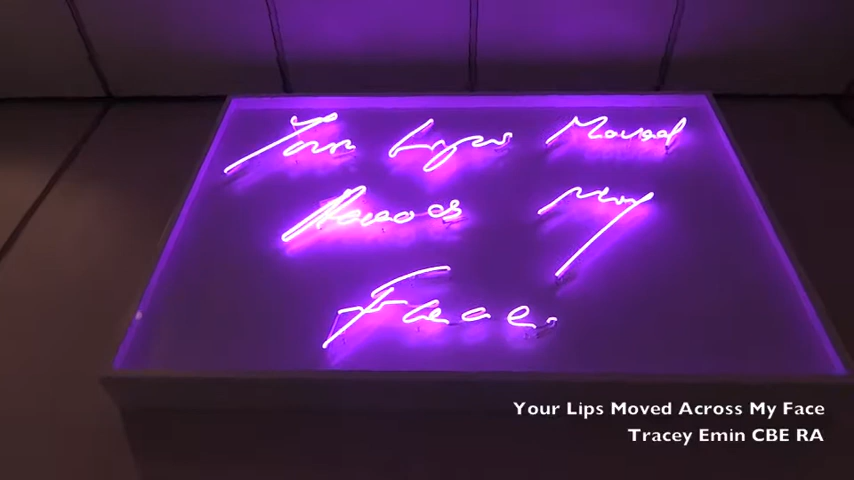 Your Lips Moved
Across My
Face
Your Lips Moved Across My Face
Tracey Emin CBE RA